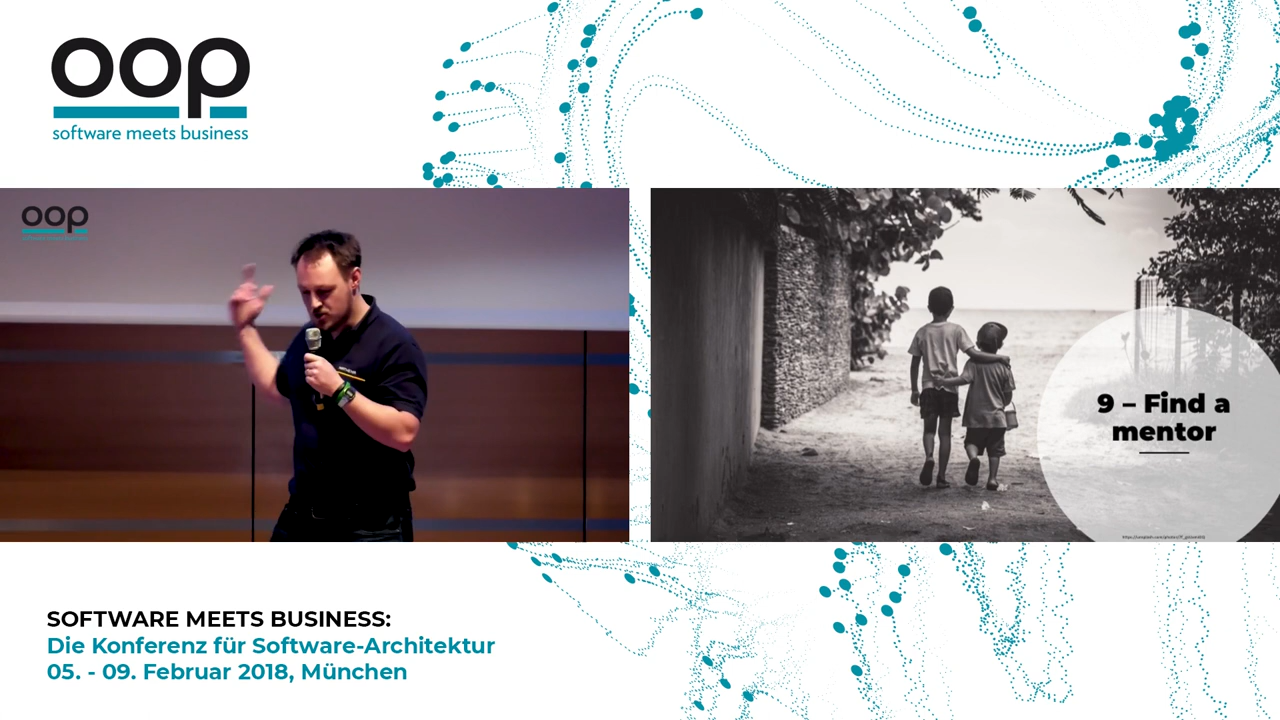 oop
software meets business
oop
9 – Find a
mentor
SOFTWARE MEETS BUSINESS:
Die Konferenz für Software-Architektur
05. - 09. Februar 2018, München